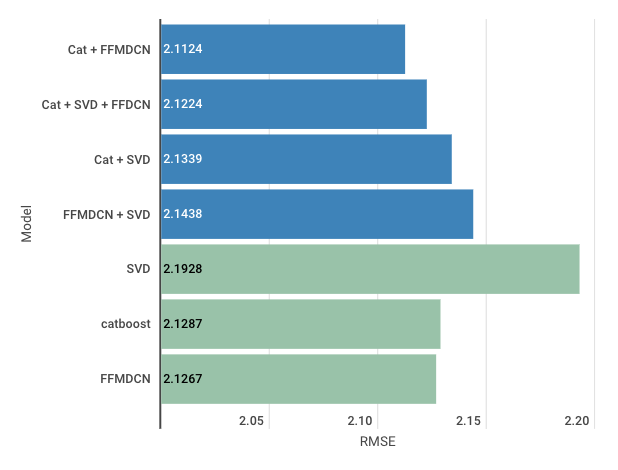 Cat + FFMDCN 2.1124
Cat + SVD + FFDCN 2.1224
Cat + SVD 2.1339
FFMDCN + SVD 2.1438
Model
SVD 2.1928
catboost 2.1287
FFMDCN 2.1267
2.05 2.10 2.15 2.20
RMSE